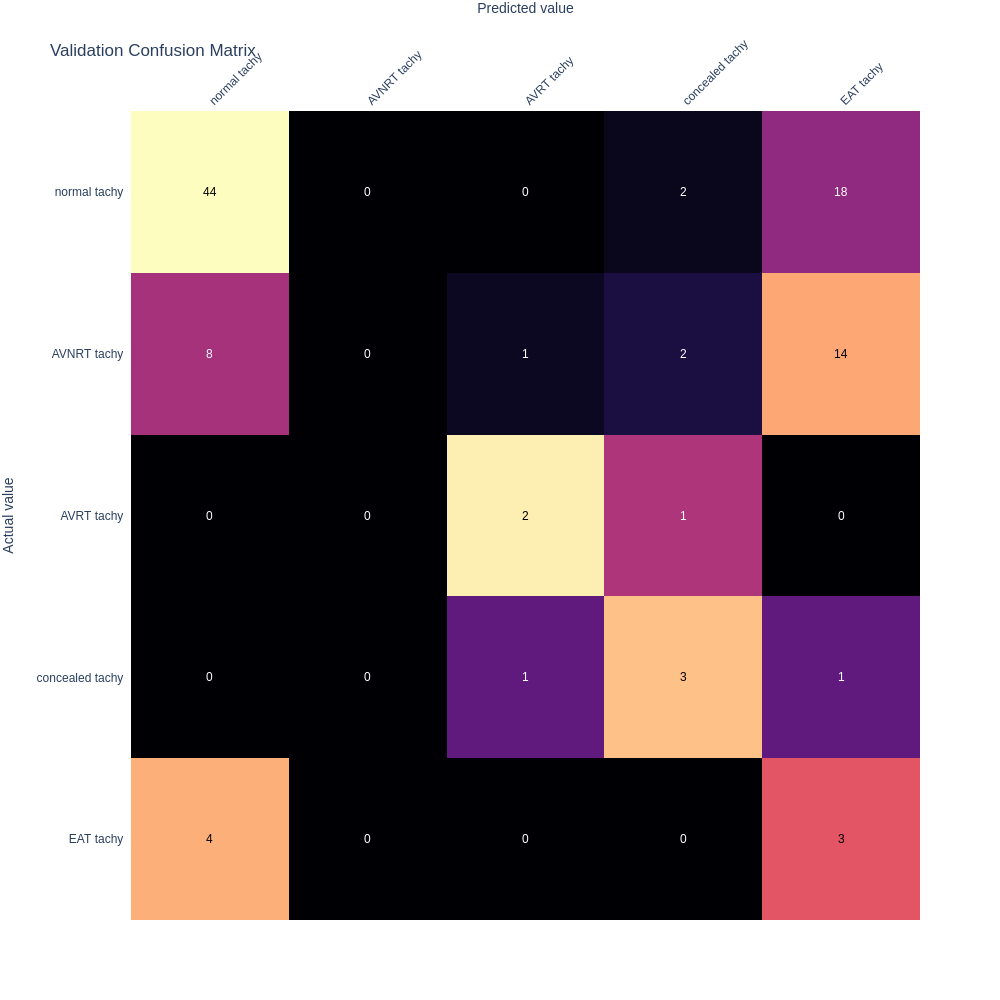 Predicted value
Validation Confusion Matrix
normal tachy
AVNRT tachy
AVRT tachy
concealed tachy
EAT tachy
normal tachy 44 0 0 2 18
AVNRT tachy 8 0 1 2 14
Actual value
AVRT tachy 0 0 2 1 0
concealed tachy 0 0 1 3 1
EAT tachy 4 0 0 0 3